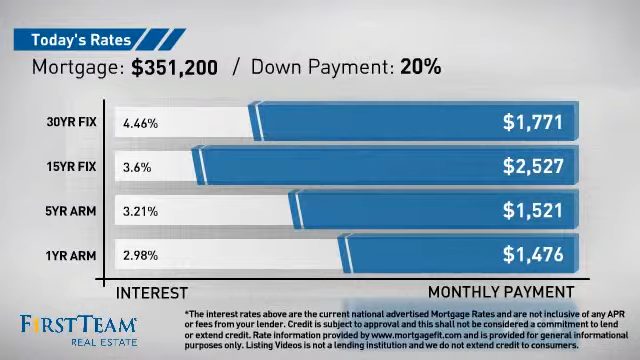 Today's Rates
Mortgage: $351,200 / Down Payment: 20%
30YR FIX 4.46% $1,771
15YR FIX 3.6% $2,527
5YR ARM 3.21% $1,521
1YR ARM 2.98% $1,476
INTEREST MONTHLY PAYMENT
FIRSTTEAM®
REAL ESTATE
*The interest rates above are the current national advertised Mortgage Rates and are not inclusive of any APR
or fees from your lender. Credit is subject to approval and this shall not be considered a commitment to lend
or extend credit. Rate information provided by www.mortgagefit.com and is provided for general informational
purposes only. Listing Videos is not a lending institution and we do not extend credit to consumers.